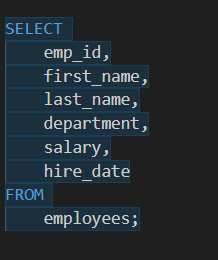 SELECT
    emp_id,
    first_name,
    last_name,
    department,
    salary,
    hire_date
FROM
    employees;